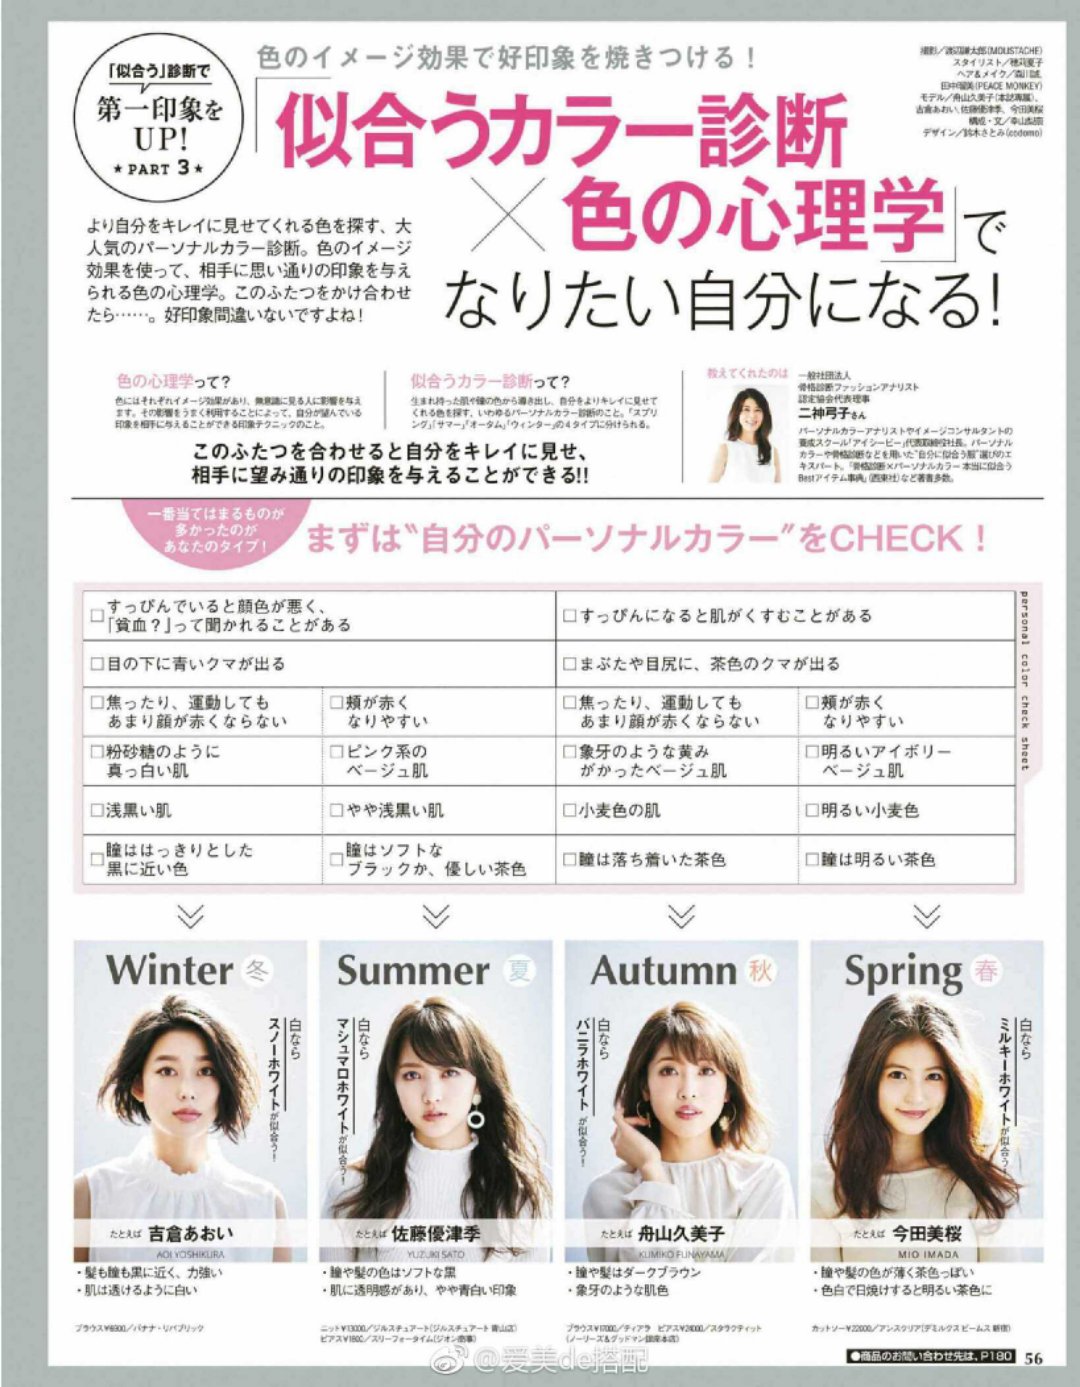 「似合う」診断で
第一印象を
UP!
★ PART 3 ★
色のイメージ効果で好印象を焼きつける！
「似合うカラー診断
×色の心理学」で
なりたい自分になる！
スタイリスト／穂苅夏子
田中瑠美(PEACE MONKEY)
モデル／舟山久美子(本誌専属)、
吉倉あおい、佐藤優津季、今田美桜
デザイン／鈴木さとみ(codomo)
より自分をキレイに見せてくれる色を探す、大
人気のパーソナルカラー診断。色のイメージ
効果を使って、相手に思い通りの印象を与え
られる色の心理学。このふたつをかけ合わせ
たら……。好印象間違いないですよね！
色の心理学って？
色にはそれぞれイメージ効果があり、無意識に見る人に影響を与え
ます。その影響をうまく利用することによって、自分が望んでいる
印象を相手に与えることができる印象テクニックのこと。
似合うカラー診断って？
生まれ持った肌や瞳の色から導き出し、自分をよりキレイに見せて
くれる色を探す、いわゆるパーソナルカラー診断のこと。「スプリ
ング」「サマー」「オータム」「ウィンター」の4タイプに分けられる。
このふたつを合わせると自分をキレイに見せ、
相手に望み通りの印象を与えることができる!!
教えてくれたのは
一般社団法人
骨格診断ファッションアナリスト
認定協会代表理事
二神弓子さん
パーソナルカラーアナリストやイメージコンサルタントの
養成スクール「アイシービー」代表取締役社長。パーソナル
カラーや骨格診断などを用いた“自分に似合う服”選びのエ
キスパート。「骨格診断×パーソナルカラー 本当に似合う
Bestアイテム事典」(西東社)など著書多数。
一番当てはまるものが
多かったのが
あなたのタイプ！
まずは“自分のパーソナルカラー”をCHECK！
personal color check sheet
□すっぴんでいると顔色が悪く、
「貧血？」って聞かれることがある
□すっぴんになると肌がくすむことがある
□目の下に青いクマが出る
□まぶたや目尻に、茶色のクマが出る
□焦ったり、運動しても
あまり顔が赤くならない
□頬が赤く
なりやすい
□焦ったり、運動しても
あまり顔が赤くならない
□頬が赤く
なりやすい
□粉砂糖のように
真っ白い肌
□ピンク系の
ベージュ肌
□象牙のような黄み
がかったベージュ肌
□明るいアイボリー
ベージュ肌
□浅黒い肌
□やや浅黒い肌
□小麦色の肌
□明るい小麦色
□瞳ははっきりとした
黒に近い色
□瞳はソフトな
ブラックか、優しい茶色
□瞳は落ち着いた茶色
□瞳は明るい茶色
Winter 冬
白なら
スノーホワイトが似合う！
たとえば 吉倉あおい
AOI YOSHIKURA
・髪も瞳も黒に近く、力強い
・肌は透けるように白い
ブラウス¥6900／バナナ・リパブリック
Summer 夏
白なら
マシュマロホワイトが似合う！
たとえば 佐藤優津季
YUZUKI SATO
・瞳や髪の色はソフトな黒
・肌に透明感があり、やや青白い印象
ニット¥13000／ジルスチュアート(ジルスチュアート 青山店)
ピアス¥1800／スリーフォータイム(ジオン商事)
Autumn 秋
白なら
バニラホワイトが似合う！
たとえば 舟山久美子
KUMIKO FUNAYAMA
・瞳や髪はダークブラウン
・象牙のような肌色
ブラウス¥17000／ティアラ ピアス¥24000／スタラクティット
(ノーリーズ&グッドマン銀座本店)
Spring 春
白なら
ミルキーホワイトが似合う！
たとえば 今田美桜
MIO IMADA
・瞳や髪の色が薄く茶色っぽい
・色白で日焼けすると明るい茶色に
カットソー¥22000／アンスクリア(デミルクス ビームス 新宿)
@爱美de搭配
●商品のお問い合わせ先は、P180
56